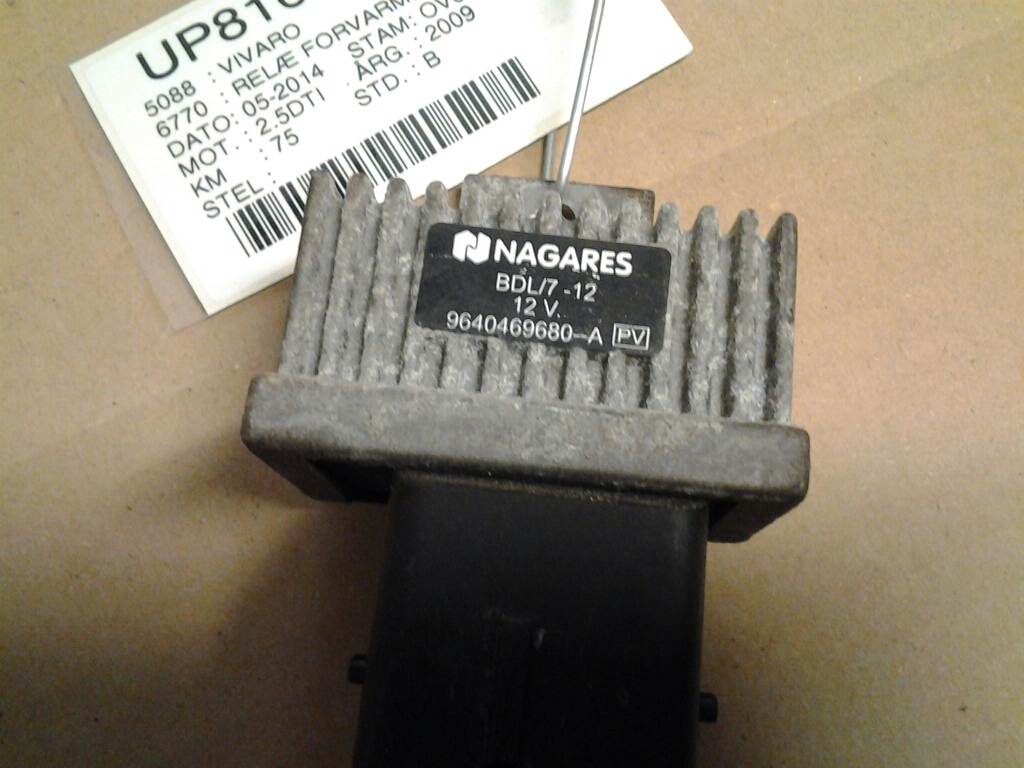 UP81
5088 : VIVARO
6770 : RELÆ FORVARM
DATO: 05-2014 STAM:
MOT. : 2.5DTI ÅRG. : 2009
KM : 75 STD. : B
STEL :
NAGARES
BDL/7-12
12 V.
9640469680-A PV